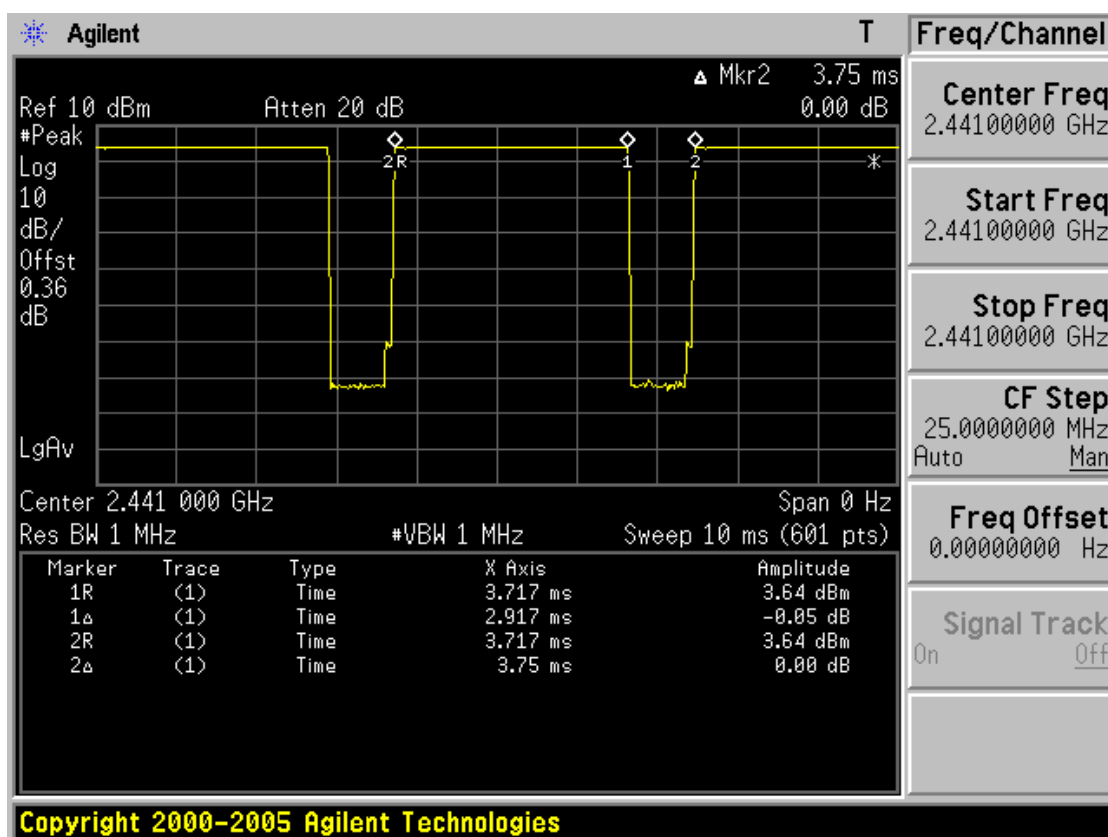 Agilent T
Freq/Channel
△ Mkr2 3.75 ms
Ref 10 dBm Atten 20 dB 0.00 dB
#Peak
Log
10
dB/
Offst
0.36
dB
LgAv
2R 1 2 *
Center 2.441 000 GHz Span 0 Hz
Res BW 1 MHz #VBW 1 MHz Sweep 10 ms (601 pts)
Marker Trace Type X Axis Amplitude
1R (1) Time 3.717 ms 3.64 dBm
1△ (1) Time 2.917 ms -0.05 dB
2R (1) Time 3.717 ms 3.64 dBm
2△ (1) Time 3.75 ms 0.00 dB
Center Freq
2.44100000 GHz
Start Freq
2.44100000 GHz
Stop Freq
2.44100000 GHz
CF Step
25.0000000 MHz
Auto Man
Freq Offset
0.00000000 Hz
Signal Track
On Off
Copyright 2000-2005 Agilent Technologies